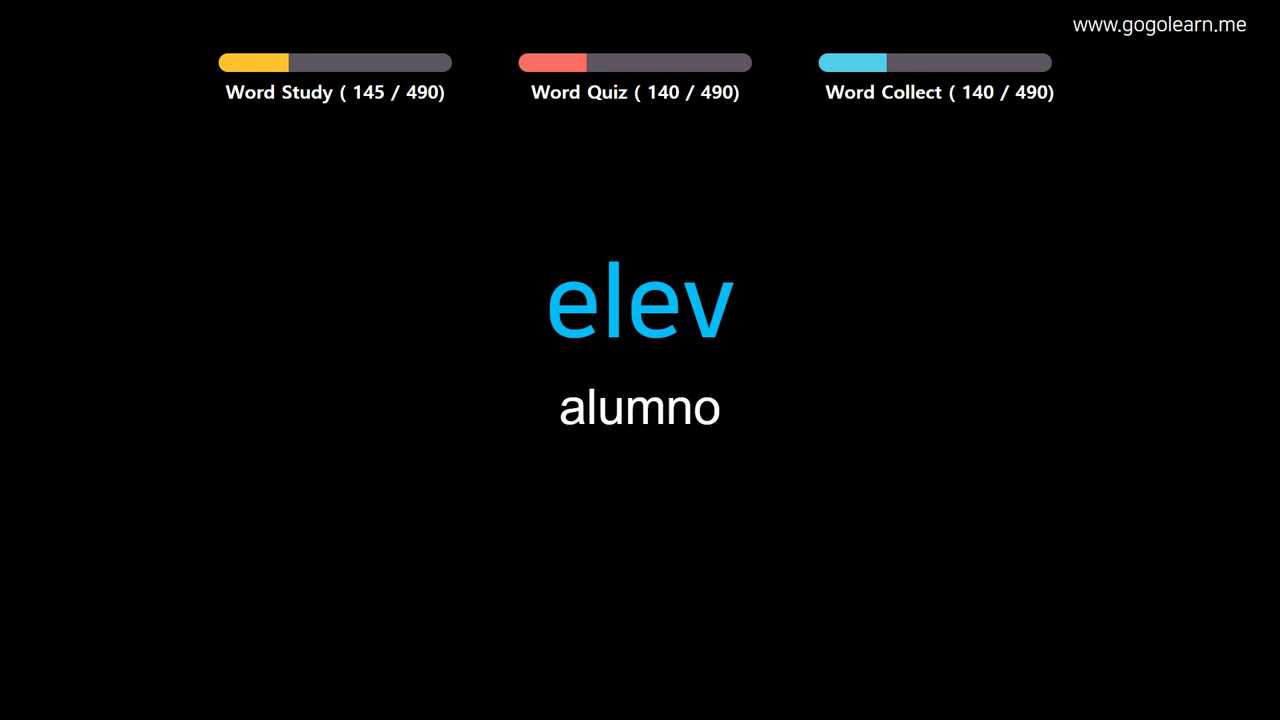 www.gogolearn.me
Word Study ( 145 / 490)
Word Quiz ( 140 / 490)
Word Collect ( 140 / 490)
elev
alumno